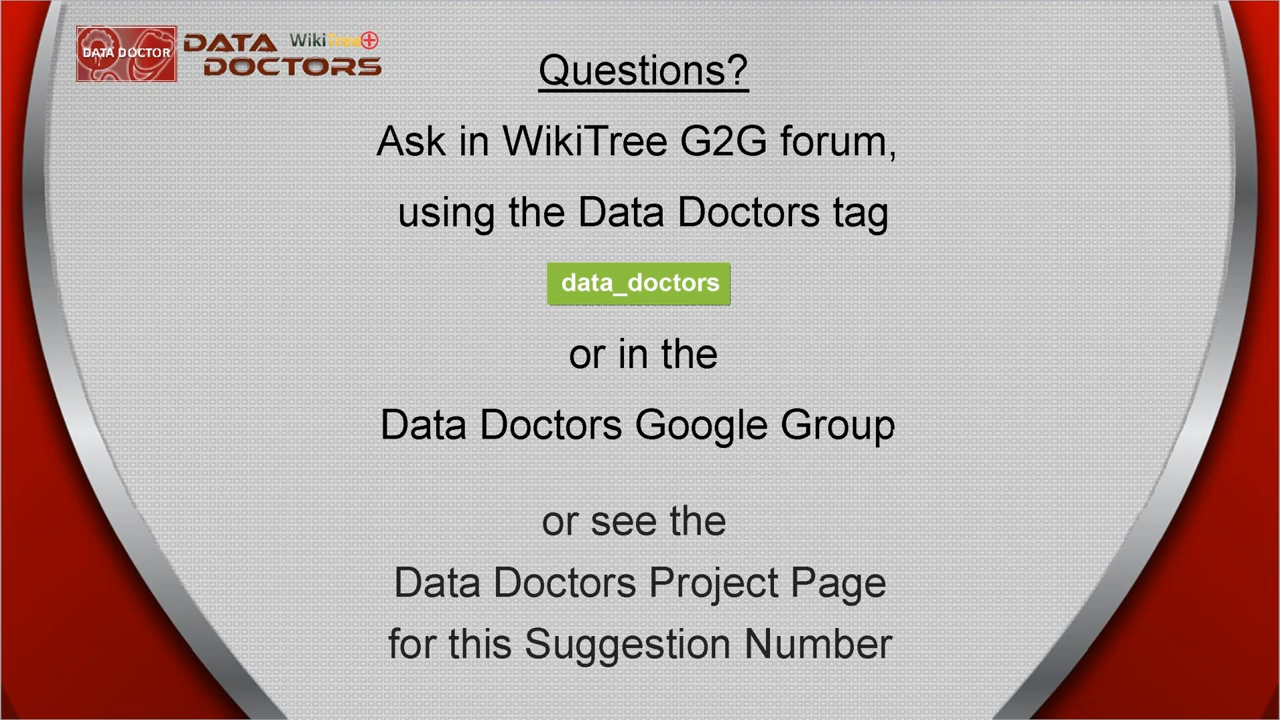 DATA DOCTOR
DATA WikiTree+
DOCTORS
Questions?
Ask in WikiTree G2G forum,
using the Data Doctors tag
data_doctors
or in the
Data Doctors Google Group
or see the
Data Doctors Project Page
for this Suggestion Number